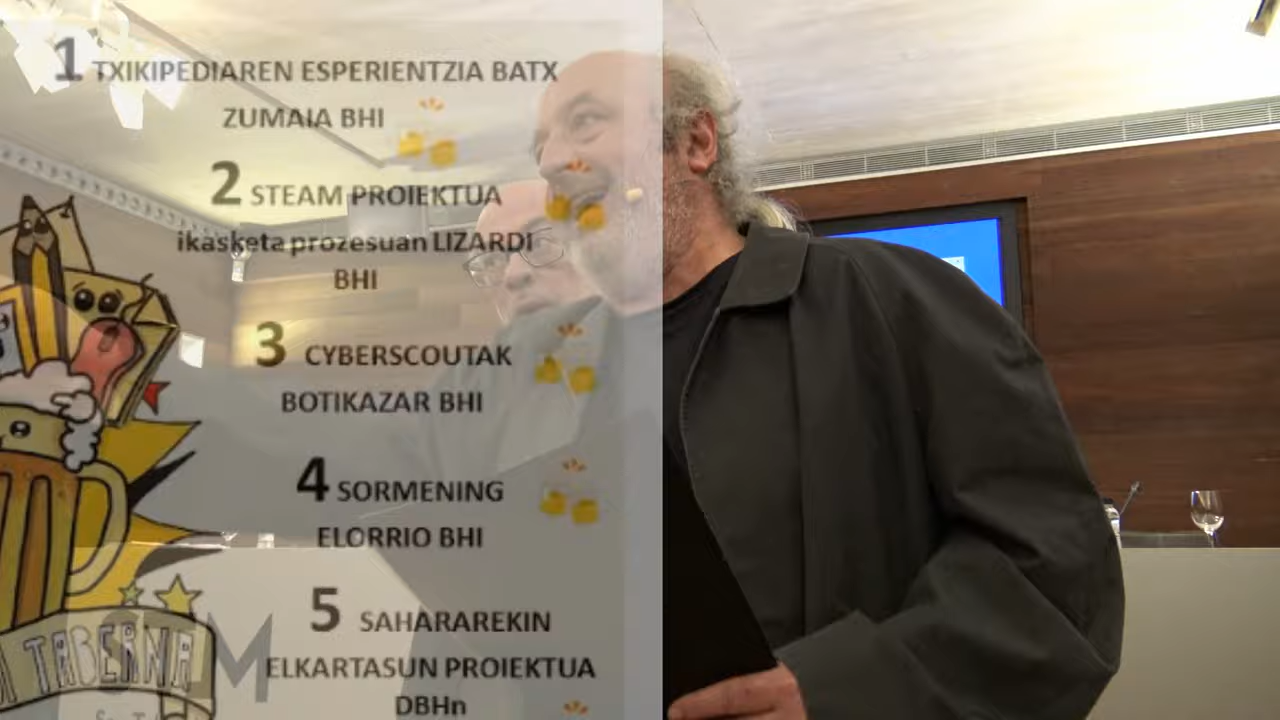 1 TXIKIPEDIAREN ESPERIENTZIA BATX
ZUMAIA BHI
2 STEAM PROIEKTUA
ikasketa prozesuan LIZARDI
BHI
3 CYBERSCOUTAK
BOTIKAZAR BHI
4 SORMENING
ELORRIO BHI
5 SAHARAREKIN
ELKARTASUN PROIEKTUA
DBHn
TABERNA